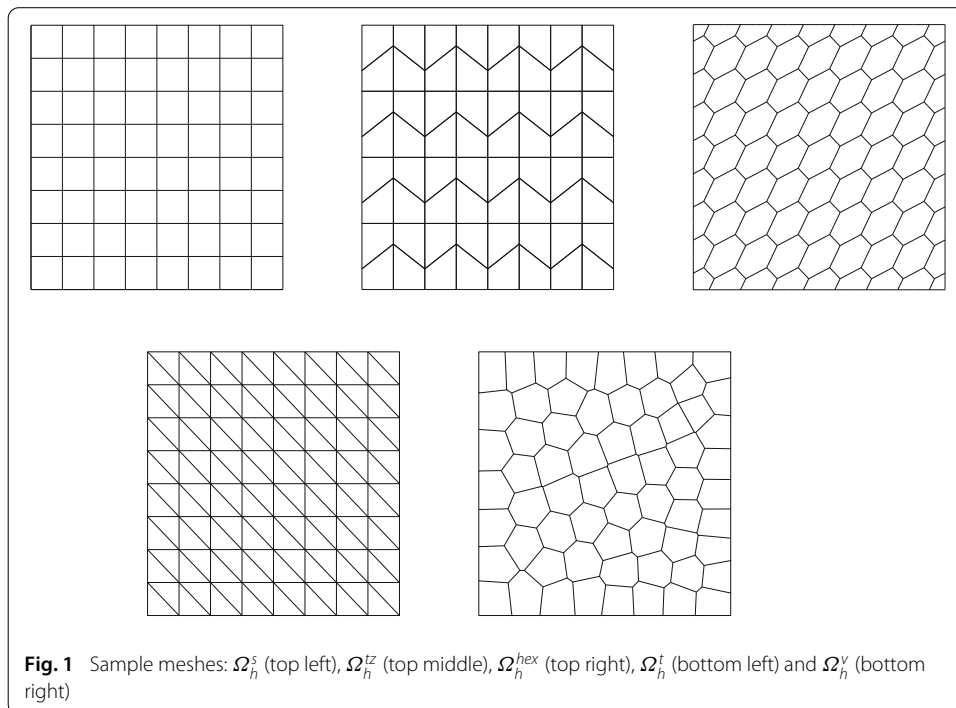 Fig. 1 Sample meshes: Ω_h^s (top left), Ω_h^{tz} (top middle), Ω_h^{hex} (top right), Ω_h^t (bottom left) and Ω_h^v (bottom
right)